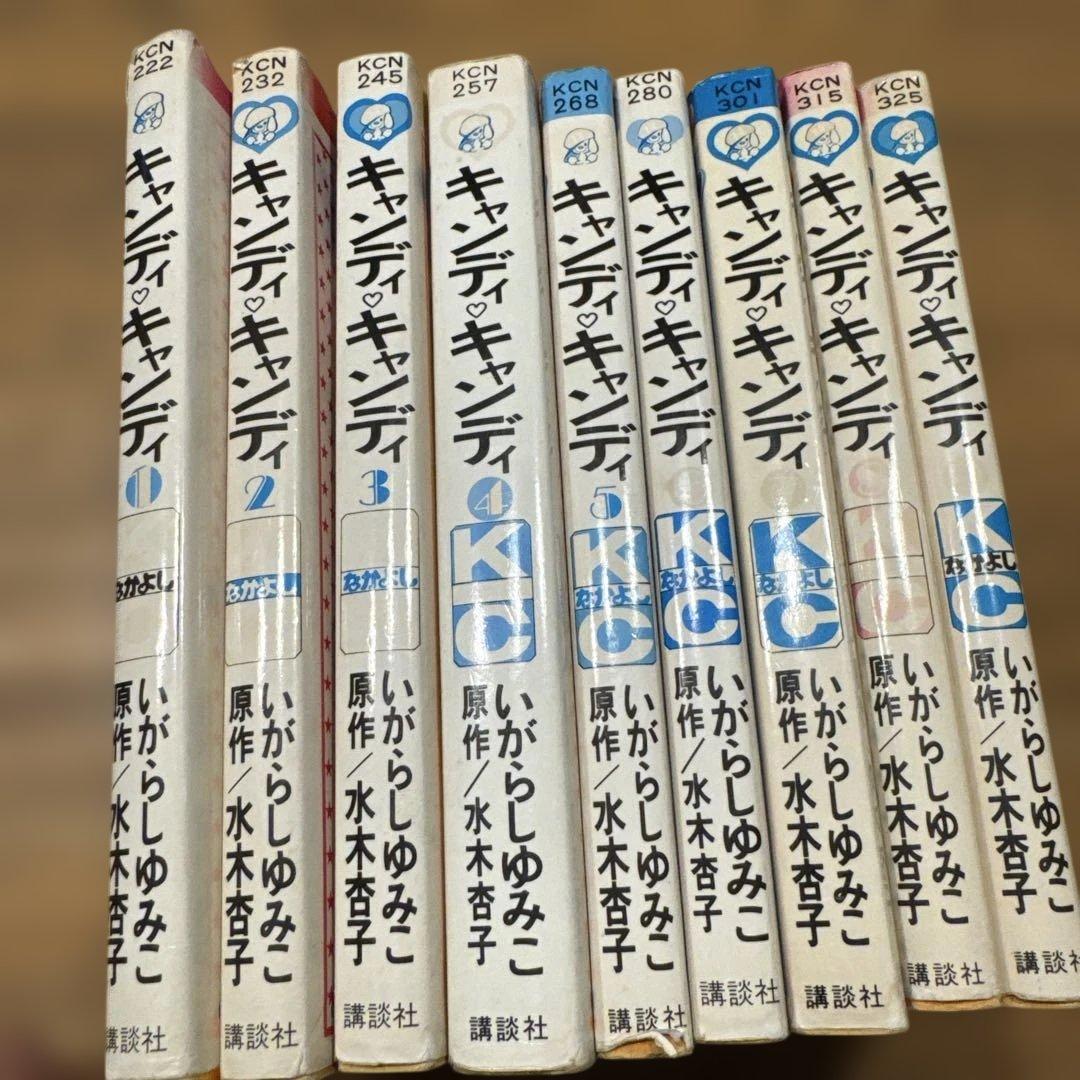 KCN
222
キャンディ♡キャンディ
1
なかよし
いがらしゆみこ
原作／水木杏子
講談社
KCN
232
キャンディ♡キャンディ
2
なかよし
いがらしゆみこ
原作／水木杏子
講談社
KCN
245
キャンディ♡キャンディ
3
なかよし
いがらしゆみこ
原作／水木杏子
講談社
KCN
257
キャンディ♡キャンディ
4
KC
いがらしゆみこ
原作／水木杏子
講談社
KCN
268
キャンディ♡キャンディ
5
K
なかよし
C
いがらしゆみこ
原作／水木杏子
講談社
KCN
280
キャンディ♡キャンディ
K
なかよし
C
いがらしゆみこ
原作／水木杏子
講談社
KCN
301
キャンディ♡キャンディ
K
なかよし
C
いがらしゆみこ
原作／水木杏子
講談社
KCN
315
キャンディ♡キャンディ
8
C
いがらしゆみこ
原作／水木杏子
KCN
325
キャンディ♡キャンディ
K
なかよし
C
いがらしゆみこ
原作／水木杏子
講談社